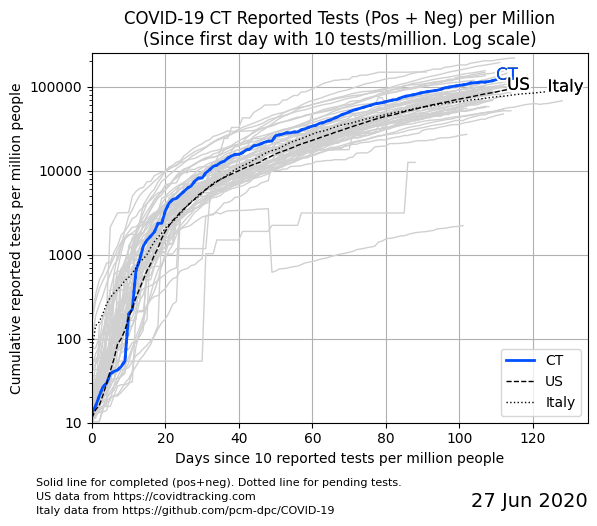 COVID-19 CT Reported Tests (Pos + Neg) per Million
(Since first day with 10 tests/million. Log scale)
Cumulative reported tests per million people
100000
10000
1000
100
10
CT
US
Italy
CT
US
Italy
0
20
40
60
80
100
120
Days since 10 reported tests per million people
Solid line for completed (pos+neg). Dotted line for pending tests.
US data from https://covidtracking.com
Italy data from https://github.com/pcm-dpc/COVID-19
27 Jun 2020